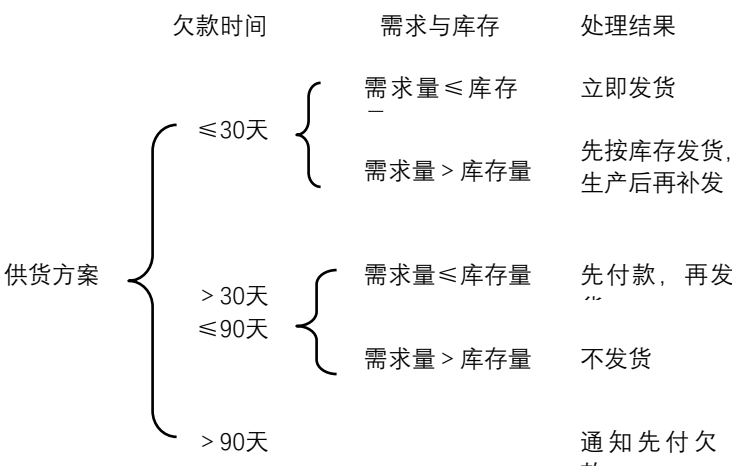 欠款时间 需求与库存 处理结果
需求量≤库存 立即发货
≤30天
需求量>库存量 先按库存发货，
生产后再补发
供货方案
需求量≤库存量 先付款，再发
>30天
≤90天
需求量>库存量 不发货
>90天 通知先付欠